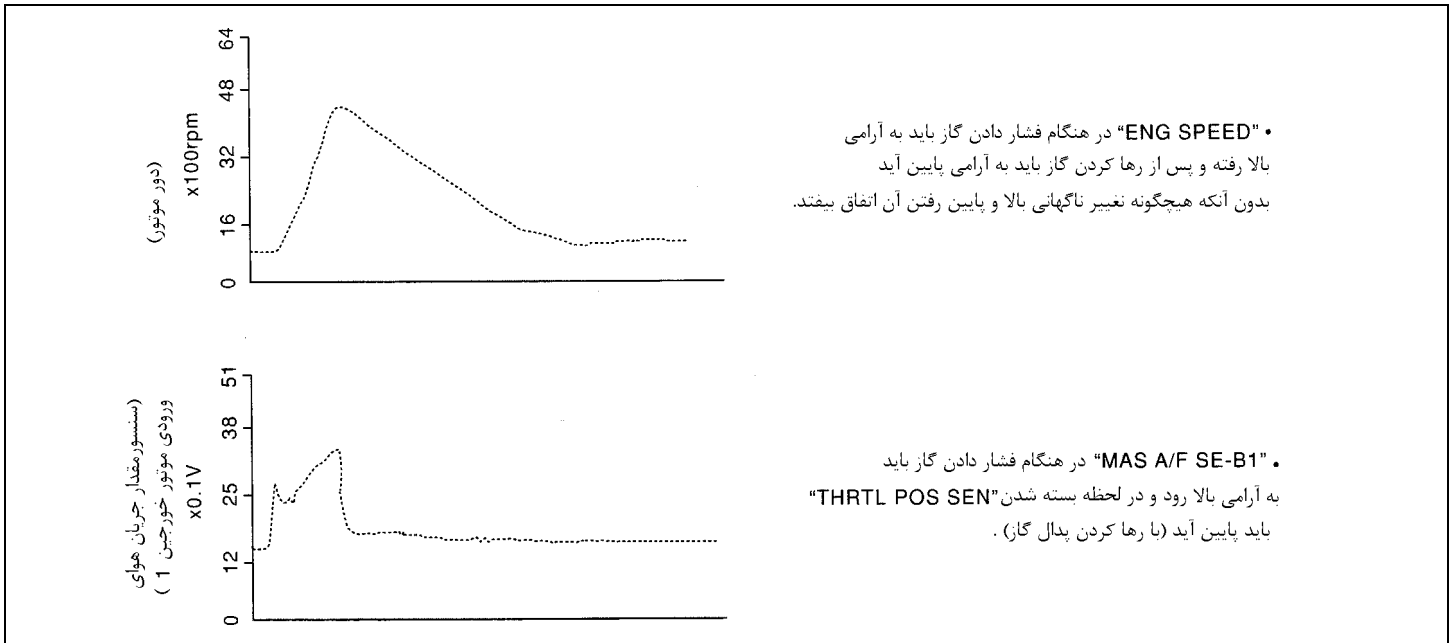 64
48
32
16
0
x100rpm
(دور موتور)
• "ENG SPEED" در هنگام فشار دادن گاز باید به آرامی
بالا رفته و پس از رها کردن گاز باید به آرامی پایین آید
بدون آنکه هیچگونه تغییر ناگهانی بالا و پایین رفتن آن اتفاق بیفتد.
51
38
25
12
0
x0.1V
(سنسور مقدار جریان هوای
ورودی موتور خورجین 1 )
• "MAS A/F SE-B1" در هنگام فشار دادن گاز باید
به آرامی بالا رود و در لحظه بسته شدن "THRTL POS SEN"
باید پایین آید (با رها کردن پدال گاز) .